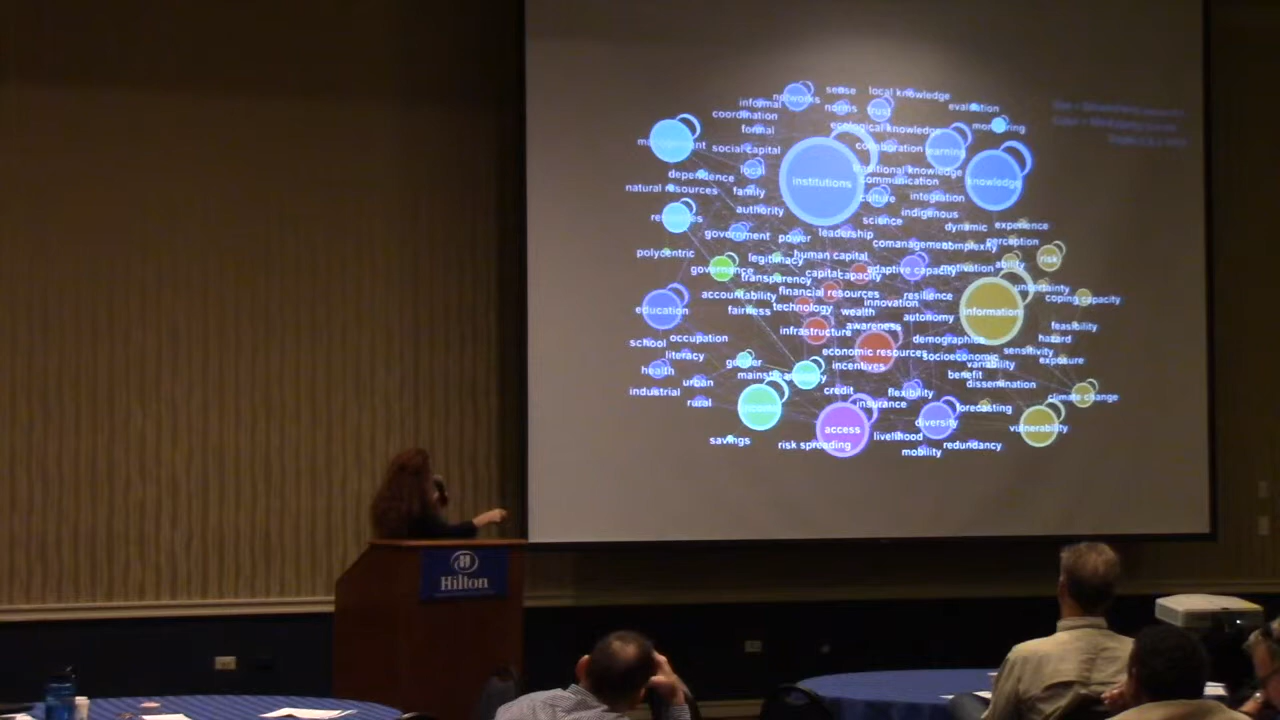 networks
sense
local knowledge
informal
norms
trust
evaluation
coordination
monitoring
formal
ecological knowledge
management
social capital
collaboration
learning
local
traditional knowledge
dependence
institutions
communication
knowledge
natural resources
family
culture
integration
resources
authority
indigenous
science
dynamic
experience
government
power
leadership
comanagement
complexity
perception
polycentric
legitimacy
human capital
risk
governance
capital
capacity
adaptive capacity
motivation
ability
transparency
accountability
financial resources
resilience
uncertainty
coping capacity
education
fairness
technology
innovation
information
wealth
autonomy
infrastructure
awareness
feasibility
school
occupation
demographics
hazard
literacy
economic resources
socioeconomic
sensitivity
gender
incentives
variability
exposure
health
benefit
urban
dissemination
industrial
credit
flexibility
climate change
rural
income
insurance
forecasting
access
diversity
vulnerability
savings
risk spreading
livelihood
redundancy
mobility
Hilton